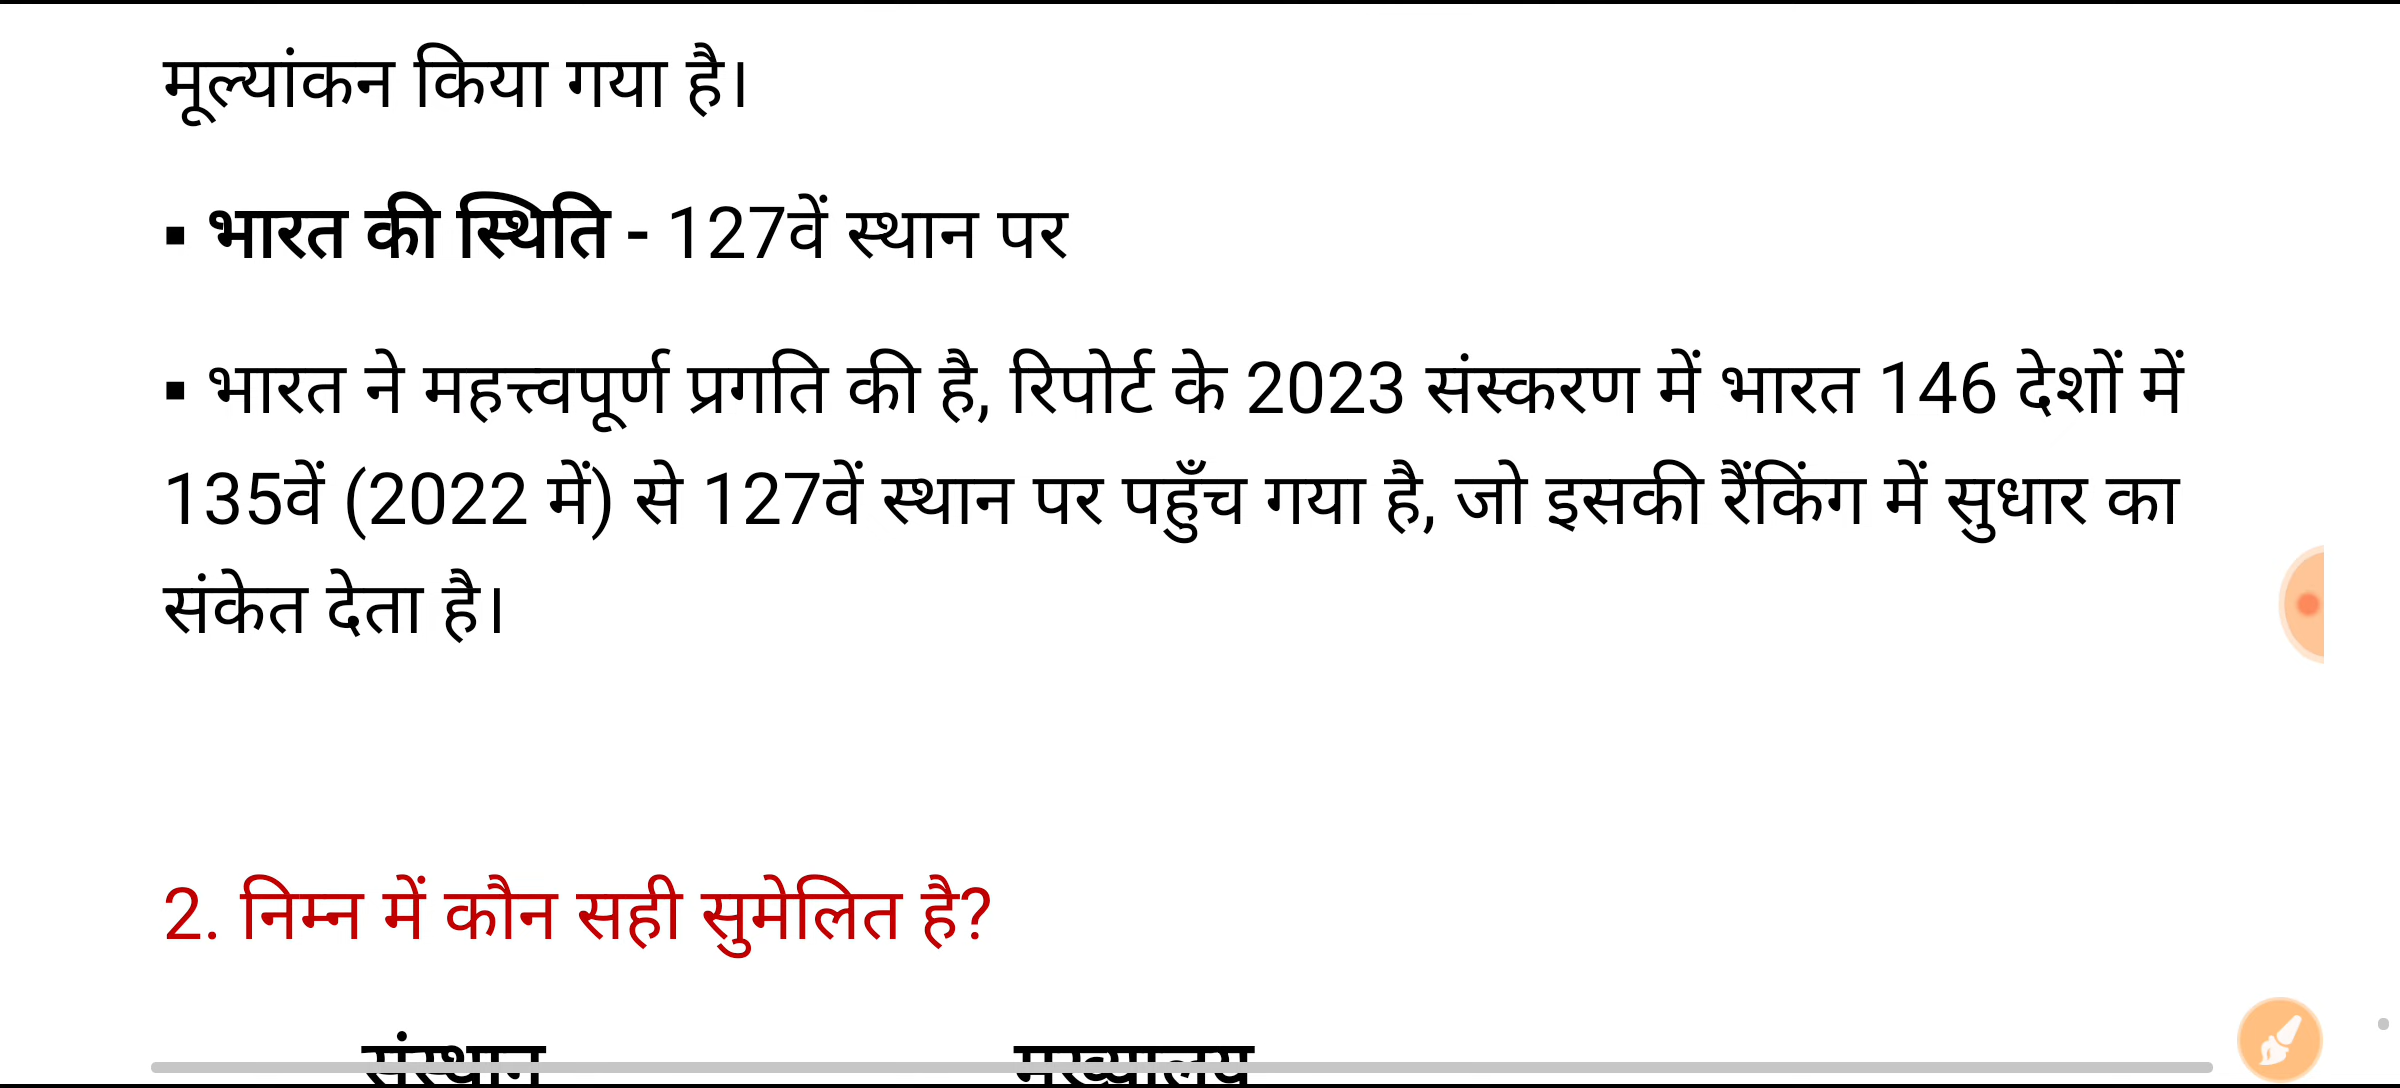 मूल्यांकन किया गया है।
▪ भारत की स्थिति - 127वें स्थान पर
▪ भारत ने महत्त्वपूर्ण प्रगति की है, रिपोर्ट के 2023 संस्करण में भारत 146 देशों में
135वें (2022 में) से 127वें स्थान पर पहुँच गया है, जो इसकी रैंकिंग में सुधार का
संकेत देता है।
2. निम्न में कौन सही सुमेलित है?
संस्थान मुख्यालय